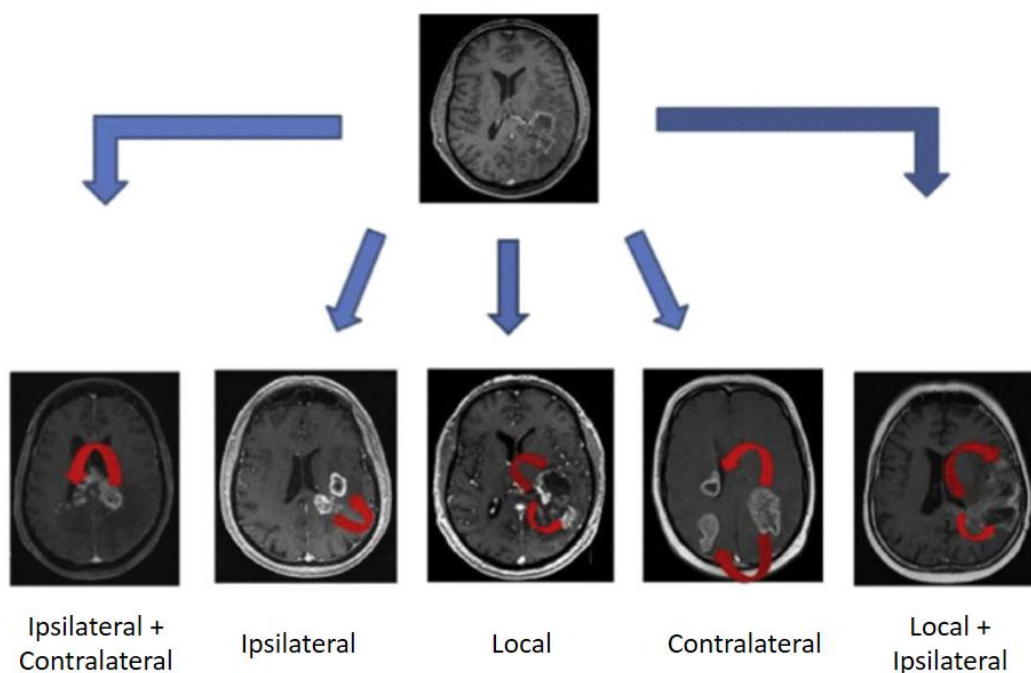 Ipsilateral +
Contralateral
Ipsilateral
Local
Contralateral
Local +
Ipsilateral